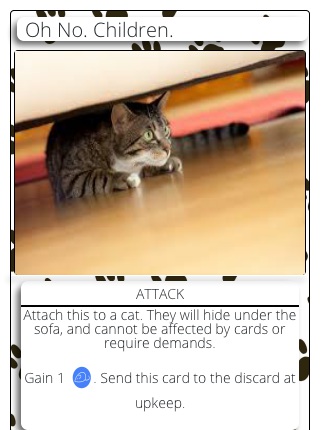 Oh No. Children.
ATTACK
Attach this to a cat. They will hide under the
sofa, and cannot be affected by cards or
require demands.
Gain 1 . Send this card to the discard at
upkeep.